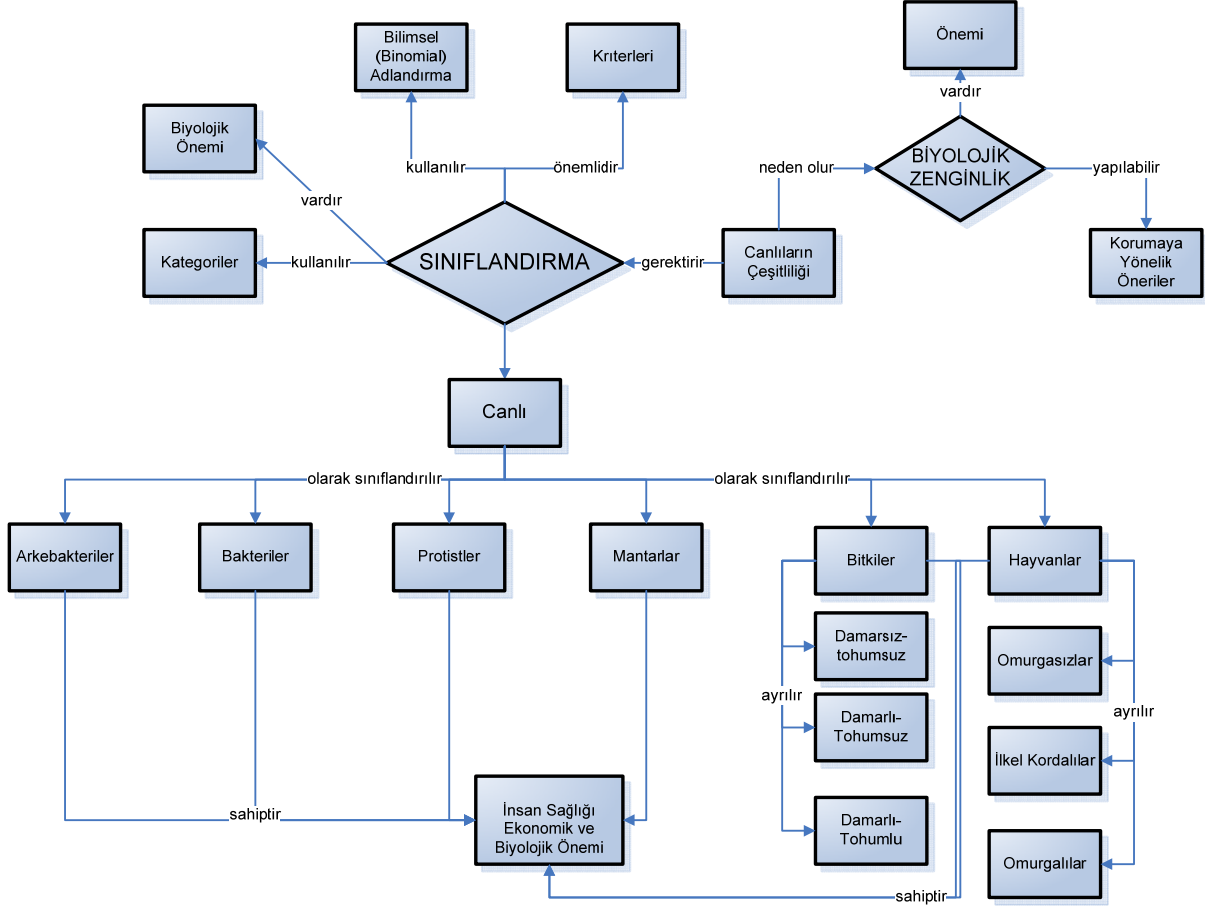 Önemi
Bilimsel
(Binomial)
Adlandırma
Krıterleri
vardır
Biyolojik
Önemi
BİYOLOJİK
ZENGİNLİK
kullanılır
önemlidir
neden olur
yapılabilir
vardır
Kategoriler
kullanılır
SINIFLANDIRMA
gerektirir
Canlıların
Çeşitliliği
Korumaya
Yönelik
Öneriler
Canlı
olarak sınıflandırılır
olarak sınıflandırılır
Arkebakteriler
Bakteriler
Protistler
Mantarlar
Bitkiler
Hayvanlar
Damarsız-
tohumsuz
Omurgasızlar
ayrılır
ayrılır
Damarlı-
Tohumsuz
İlkel Kordalılar
sahiptir
İnsan Sağlığı
Ekonomik ve
Biyolojik Önemi
Damarlı-
Tohumlu
Omurgalılar
sahiptir